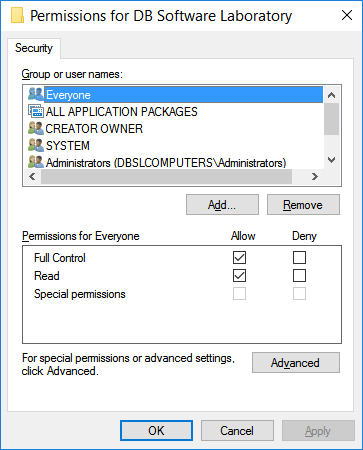 Permissions for DB Software Laboratory
Security
Group or user names:
Everyone
ALL APPLICATION PACKAGES
CREATOR OWNER
SYSTEM
Administrators (DBSLCOMPUTERS\Administrators)
Add...
Remove
Permissions for Everyone Allow Deny
Full Control
Read
Special permissions
For special permissions or advanced settings,
click Advanced.
Advanced
OK Cancel Apply